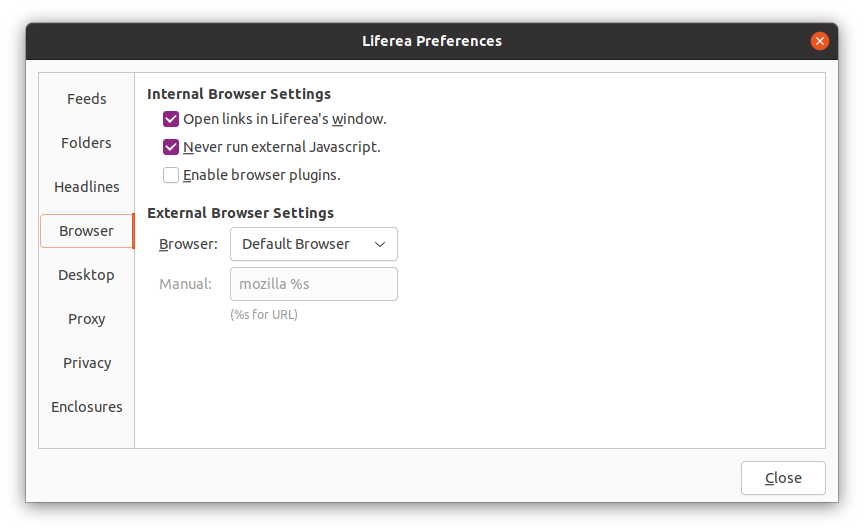 Liferea Preferences
Feeds
Folders
Headlines
Browser
Desktop
Proxy
Privacy
Enclosures
Internal Browser Settings
Open links in Liferea's window.
Never run external Javascript.
Enable browser plugins.
External Browser Settings
Browser: Default Browser
Manual: mozilla %s
(%s for URL)
Close